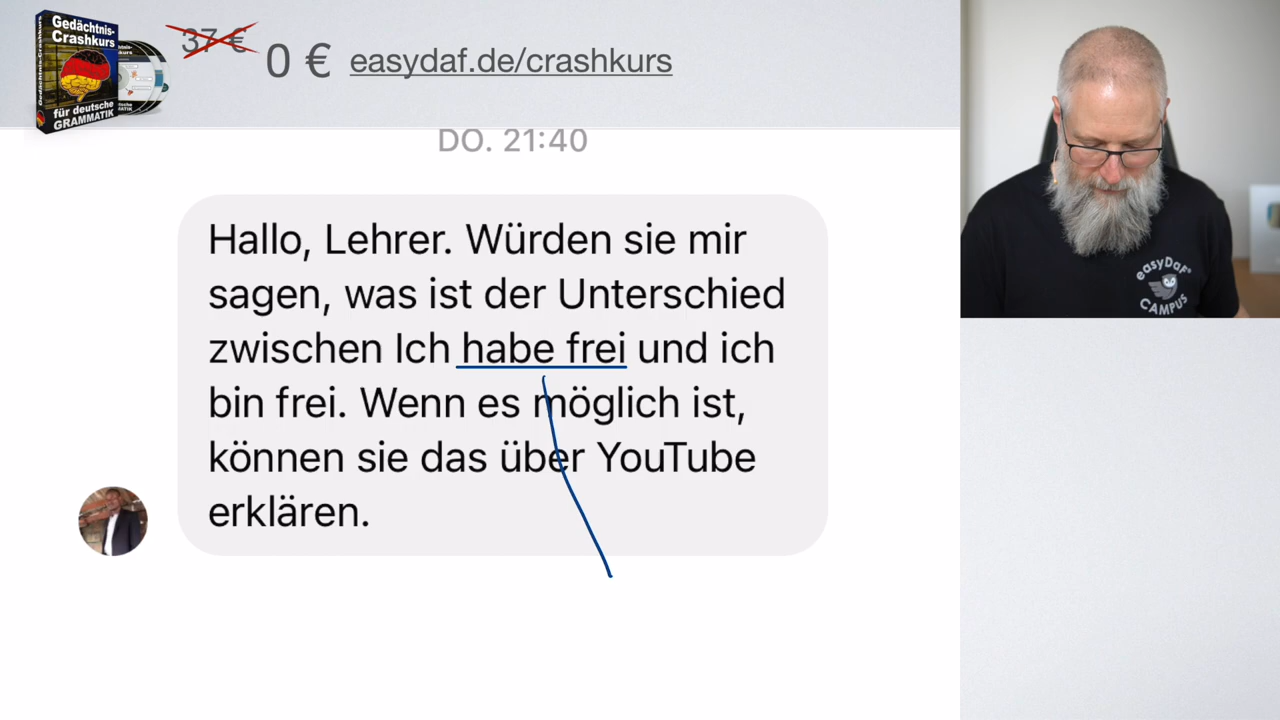 Gedächtnis-
Crashkurs
für deutsche
GRAMMATIK
37 €
0 € easydaf.de/crashkurs
DO. 21:40
Hallo, Lehrer. Würden sie mir
sagen, was ist der Unterschied
zwischen Ich habe frei und ich
bin frei. Wenn es möglich ist,
können sie das über YouTube
erklären.
easyDaF®
CAMPUS